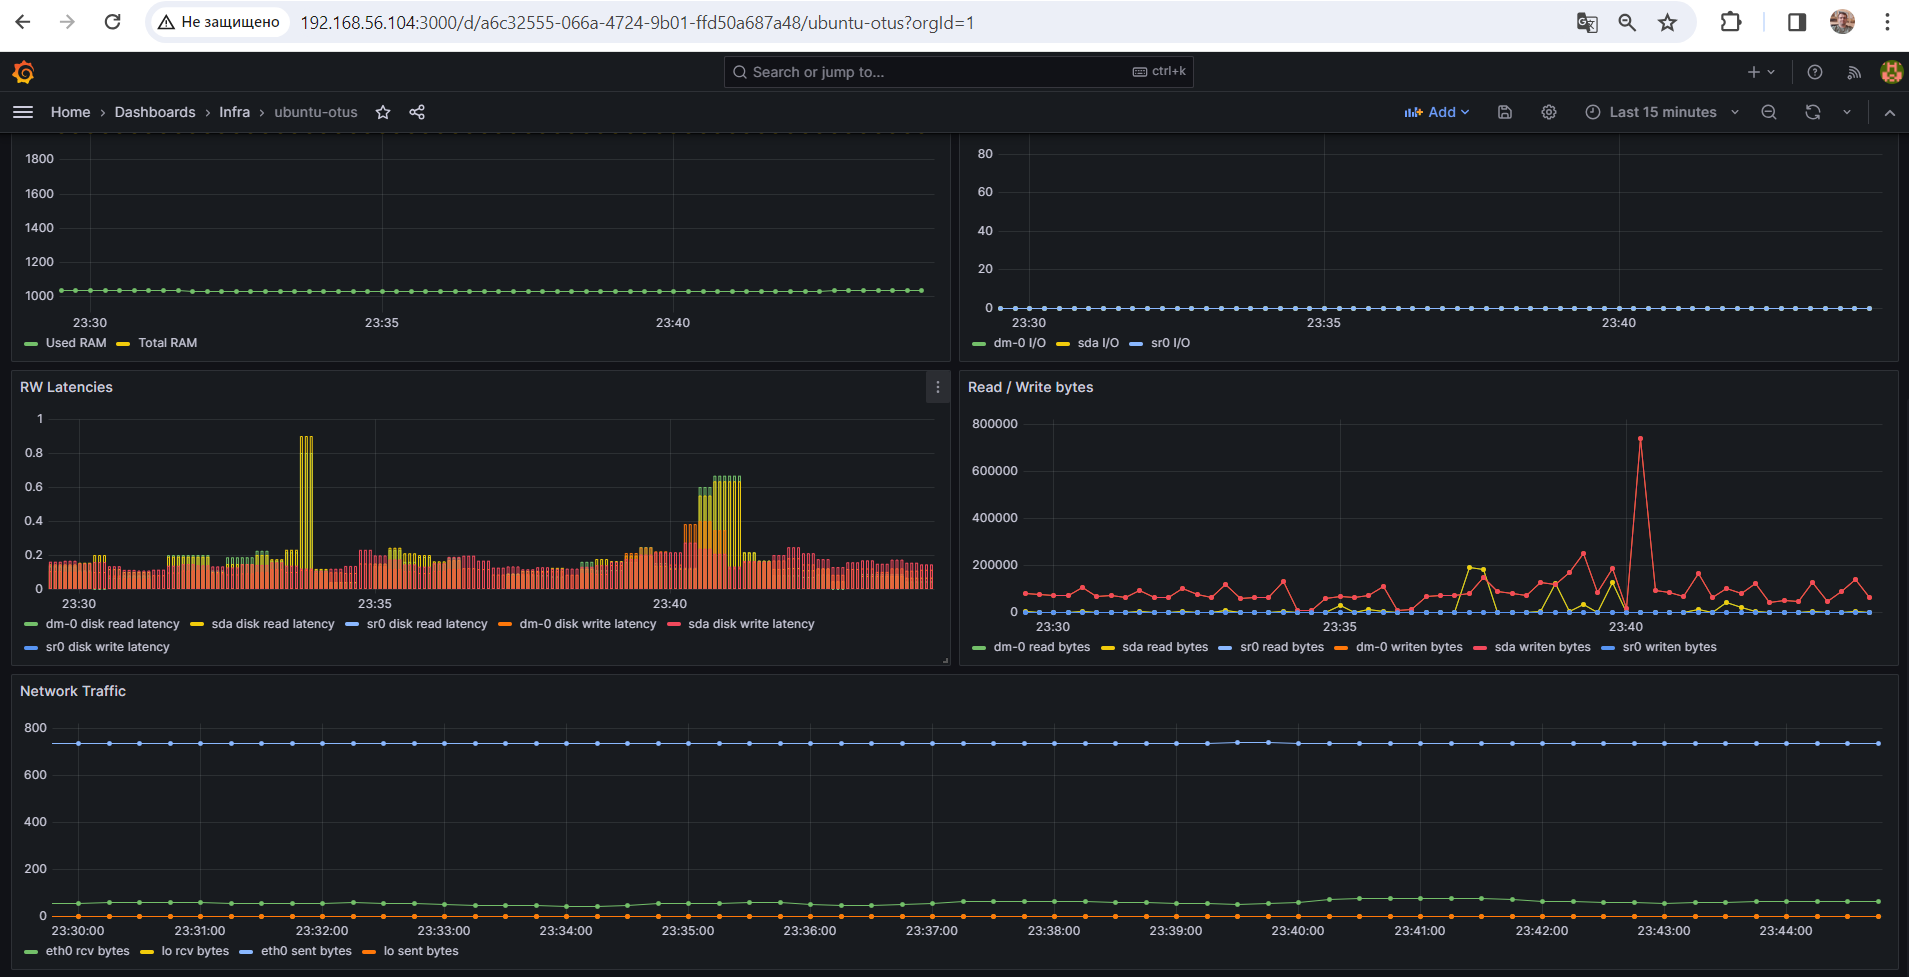 Не защищено
192.168.56.104:3000/d/a6c32555-066a-4724-9b01-ffd50a687a48/ubuntu-otus?orgId=1
Search or jump to...
ctrl+k
Home
Dashboards
Infra
ubuntu-otus
Add
Last 15 minutes
1800
1600
1400
1200
1000
23:30 23:35 23:40
Used RAM Total RAM
80
60
40
20
0
23:30 23:35 23:40
dm-0 I/O sda I/O sr0 I/O
RW Latencies
1
0.8
0.6
0.4
0.2
0
23:30 23:35 23:40
dm-0 disk read latency sda disk read latency sr0 disk read latency dm-0 disk write latency sda disk write latency
sr0 disk write latency
Read / Write bytes
800000
600000
400000
200000
0
23:30 23:35 23:40
dm-0 read bytes sda read bytes sr0 read bytes dm-0 writen bytes sda writen bytes sr0 writen bytes
Network Traffic
800
600
400
200
0
23:30:00 23:31:00 23:32:00 23:33:00 23:34:00 23:35:00 23:36:00 23:37:00 23:38:00 23:39:00 23:40:00 23:41:00 23:42:00 23:43:00 23:44:00
eth0 rcv bytes lo rcv bytes eth0 sent bytes lo sent bytes